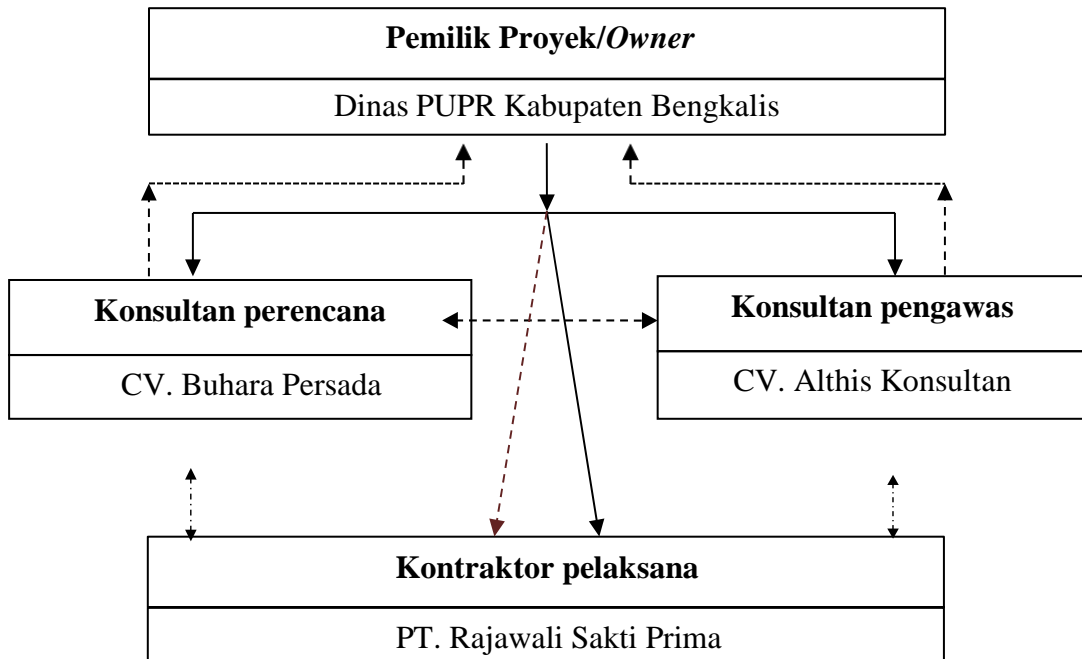 Pemilik Proyek/Owner
Dinas PUPR Kabupaten Bengkalis
Konsultan perencana
CV. Buhara Persada
Konsultan pengawas
CV. Althis Konsultan
Kontraktor pelaksana
PT. Rajawali Sakti Prima